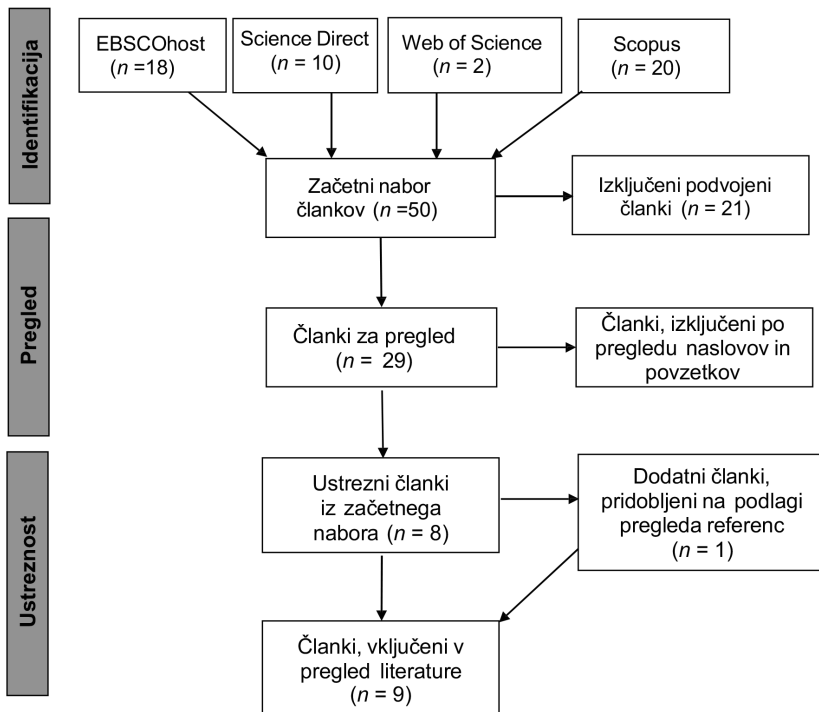 Identifikacija
EBSCOhost
(n =18)
Science Direct
(n = 10)
Web of Science
(n = 2)
Scopus
(n = 20)
Začetni nabor
člankov (n =50)
Izključeni podvojeni
članki (n = 21)
Pregled
Članki za pregled
(n = 29)
Članki, izključeni po
pregledu naslovov in
povzetkov
Ustreznost
Ustrezni članki
iz začetnega
nabora (n = 8)
Dodatni članki,
pridobljeni na podlagi
pregleda referenc
(n = 1)
Članki, vključeni v
pregled literature
(n = 9)